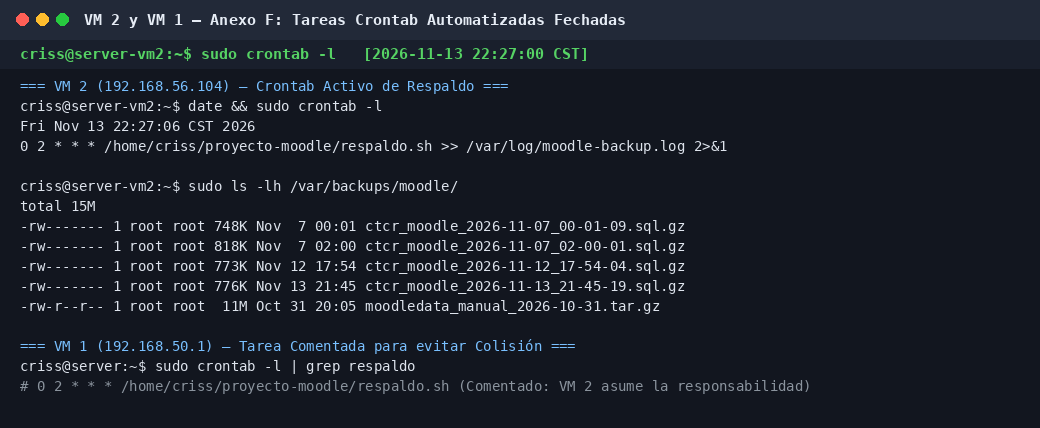 VM 2 y VM 1 — Anexo F: Tareas Crontab Automatizadas Fechadas
criss@server-vm2:~$ sudo crontab -l   [2026-11-13 22:27:00 CST]
=== VM 2 (192.168.56.104) — Crontab Activo de Respaldo ===
criss@server-vm2:~$ date && sudo crontab -l
Fri Nov 13 22:27:06 CST 2026
0 2 * * * /home/criss/proyecto-moodle/respaldo.sh >> /var/log/moodle-backup.log 2>&1
criss@server-vm2:~$ sudo ls -lh /var/backups/moodle/
total 15M
-rw------- 1 root root 748K Nov  7 00:01 ctcr_moodle_2026-11-07_00-01-09.sql.gz
-rw------- 1 root root 818K Nov  7 02:00 ctcr_moodle_2026-11-07_02-00-01.sql.gz
-rw------- 1 root root 773K Nov 12 17:54 ctcr_moodle_2026-11-12_17-54-04.sql.gz
-rw------- 1 root root 776K Nov 13 21:45 ctcr_moodle_2026-11-13_21-45-19.sql.gz
-rw-r--r-- 1 root root  11M Oct 31 20:05 moodledata_manual_2026-10-31.tar.gz
=== VM 1 (192.168.50.1) — Tarea Comentada para evitar Colisión ===
criss@server:~$ sudo crontab -l | grep respaldo
# 0 2 * * * /home/criss/proyecto-moodle/respaldo.sh (Comentado: VM 2 asume la responsabilidad)